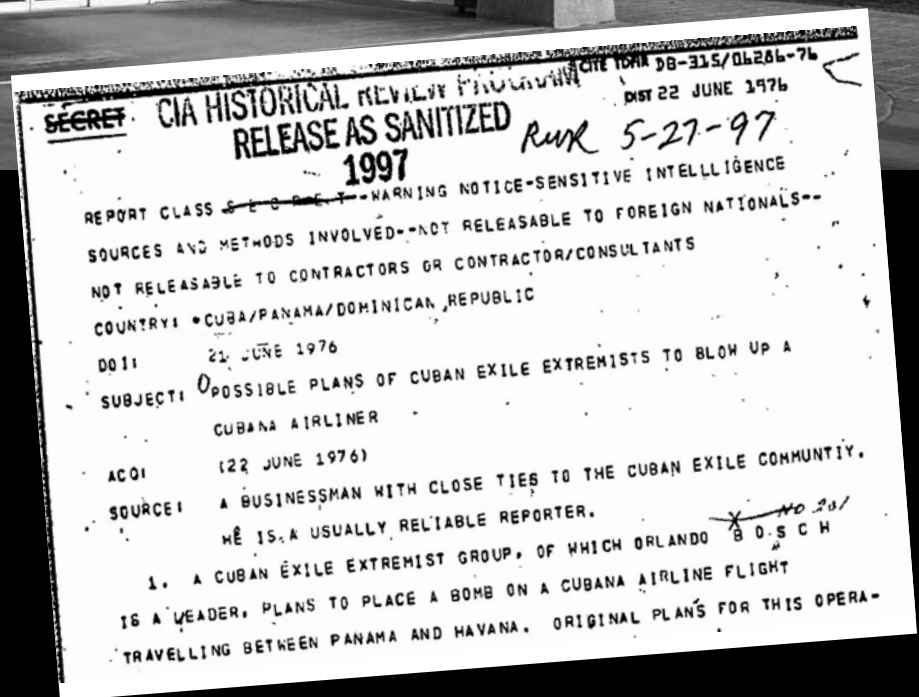 CITE TDFIR DB-315/06286-76
SECRET CIA HISTORICAL REVIEW PROGRAM
DIST 22 JUNE 1976
RELEASE AS SANITIZED
5-27-97
1997
REPORT CLASS S E C R E T--WARNING NOTICE-SENSITIVE INTELLLIGENCE
SOURCES AND METHODS INVOLVED--NOT RELEASABLE TO FOREIGN NATIONALS--
NOT RELEASABLE TO CONTRACTORS OR CONTRACTOR/CONSULTANTS
COUNTRY: CUBA/PANAMA/DOMINICAN REPUBLIC
DOI: 21 JUNE 1976
SUBJECT: POSSIBLE PLANS OF CUBAN EXILE EXTREMISTS TO BLOW UP A
CUBANA AIRLINER
ACQ: (22 JUNE 1976)
SOURCE: A BUSINESSMAN WITH CLOSE TIES TO THE CUBAN EXILE COMMUNTIY.
HE IS A USUALLY RELIABLE REPORTER.
NO 201
1. A CUBAN EXILE EXTREMIST GROUP, OF WHICH ORLANDO B O S C H
IS A LEADER, PLANS TO PLACE A BOMB ON A CUBANA AIRLINE FLIGHT
TRAVELLING BETWEEN PANAMA AND HAVANA. ORIGINAL PLANS FOR THIS OPERA-